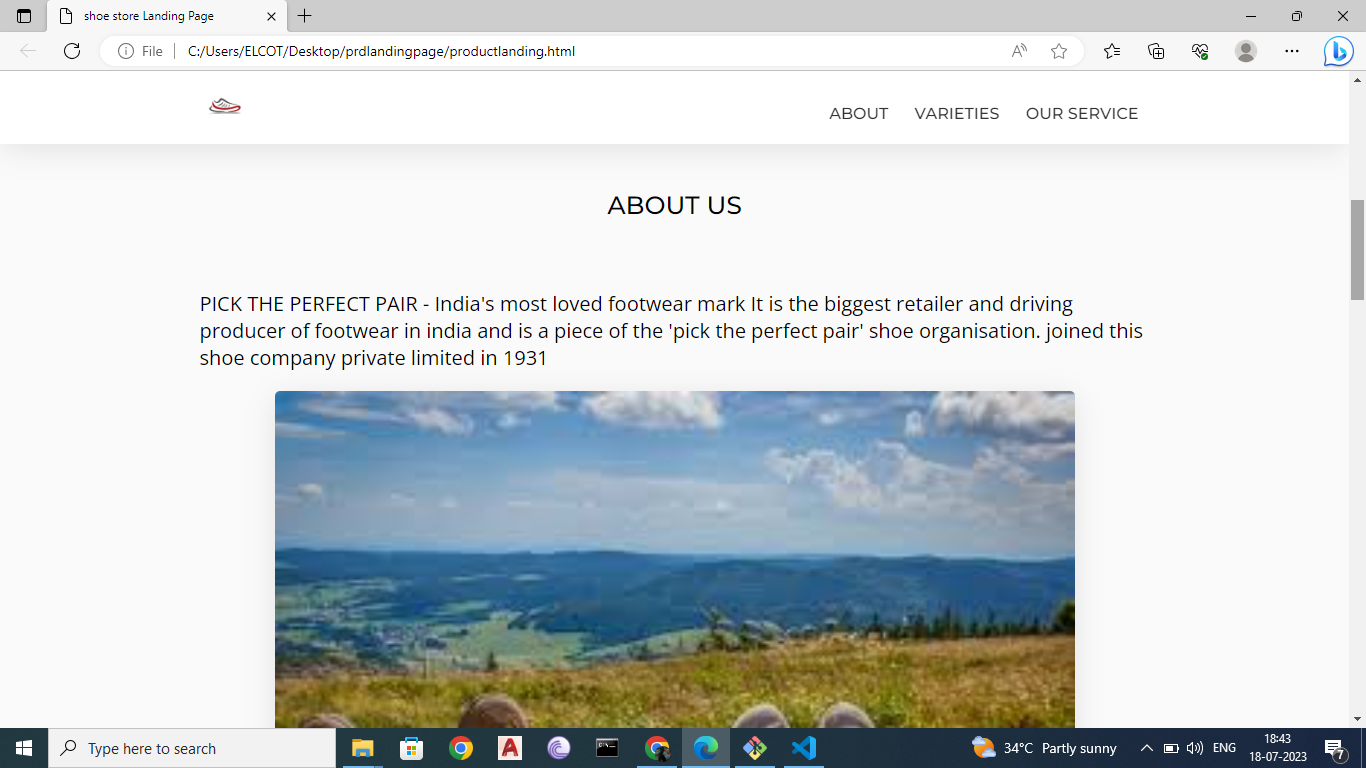 shoe store Landing Page
File
C:/Users/ELCOT/Desktop/prdlandingpage/productlanding.html
ABOUT VARIETIES OUR SERVICE
ABOUT US
PICK THE PERFECT PAIR - India's most loved footwear mark It is the biggest retailer and driving
producer of footwear in india and is a piece of the 'pick the perfect pair' shoe organisation. joined this
shoe company private limited in 1931
Type here to search
34°C Partly sunny
ENG
18:43
18-07-2023
7